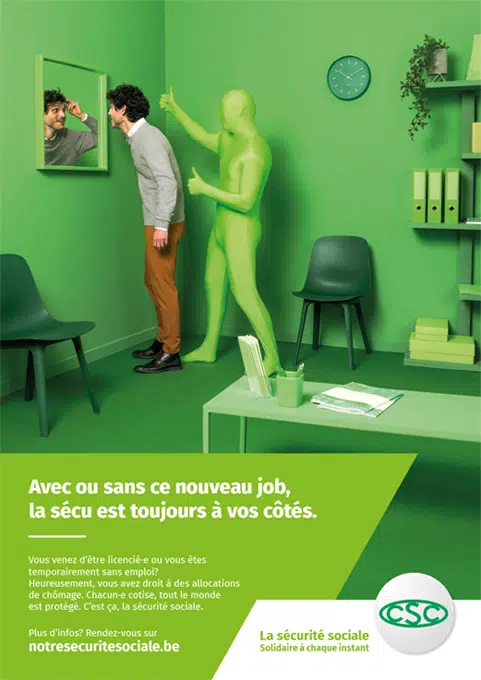 Avec ou sans ce nouveau job,
la sécu est toujours à vos côtés.
Vous venez d'être licencié·e ou vous êtes
temporairement sans emploi?
Heureusement, vous avez droit à des allocations
de chômage. Chacun·e cotise, tout le monde
est protégé. C'est ça, la sécurité sociale.
Plus d'infos? Rendez-vous sur
notresecuritesociale.be
La sécurité sociale
Solidaire à chaque instant
CSC